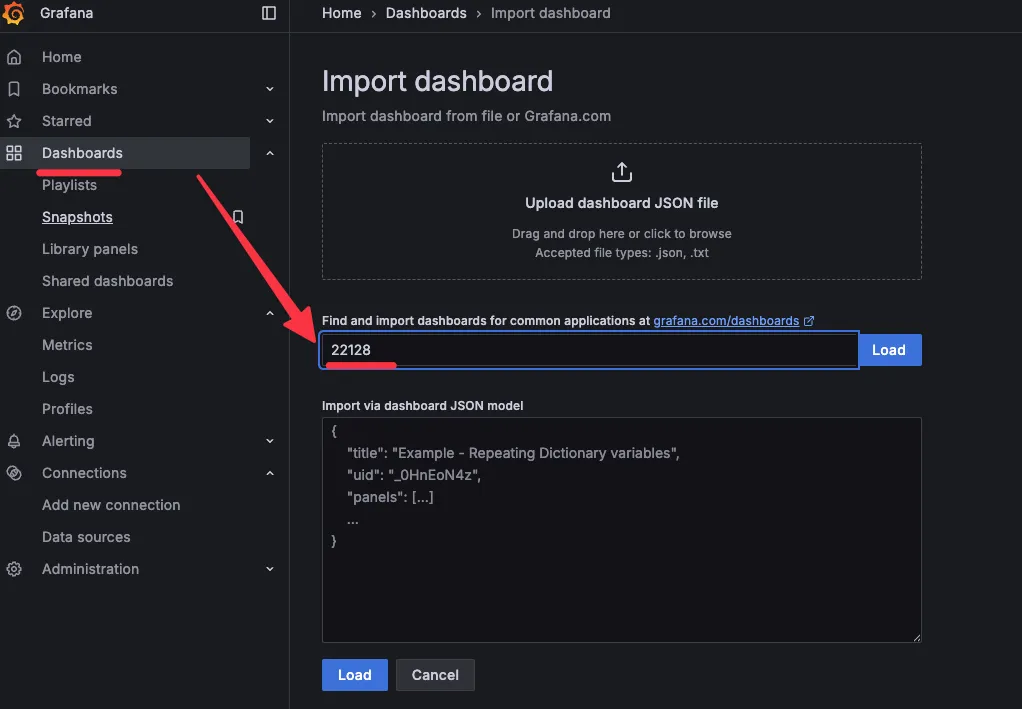 Grafana
Home › Dashboards › Import dashboard
Home
Bookmarks
Starred
Dashboards
Playlists
Snapshots
Library panels
Shared dashboards
Explore
Metrics
Logs
Profiles
Alerting
Connections
Add new connection
Data sources
Administration
Import dashboard
Import dashboard from file or Grafana.com
Upload dashboard JSON file
Drag and drop here or click to browse
Accepted file types: .json, .txt
Find and import dashboards for common applications at grafana.com/dashboards
22128
Load
Import via dashboard JSON model
{
"title": "Example - Repeating Dictionary variables",
"uid": "_0HnEoN4z",
"panels": [...]
...
}
Load
Cancel